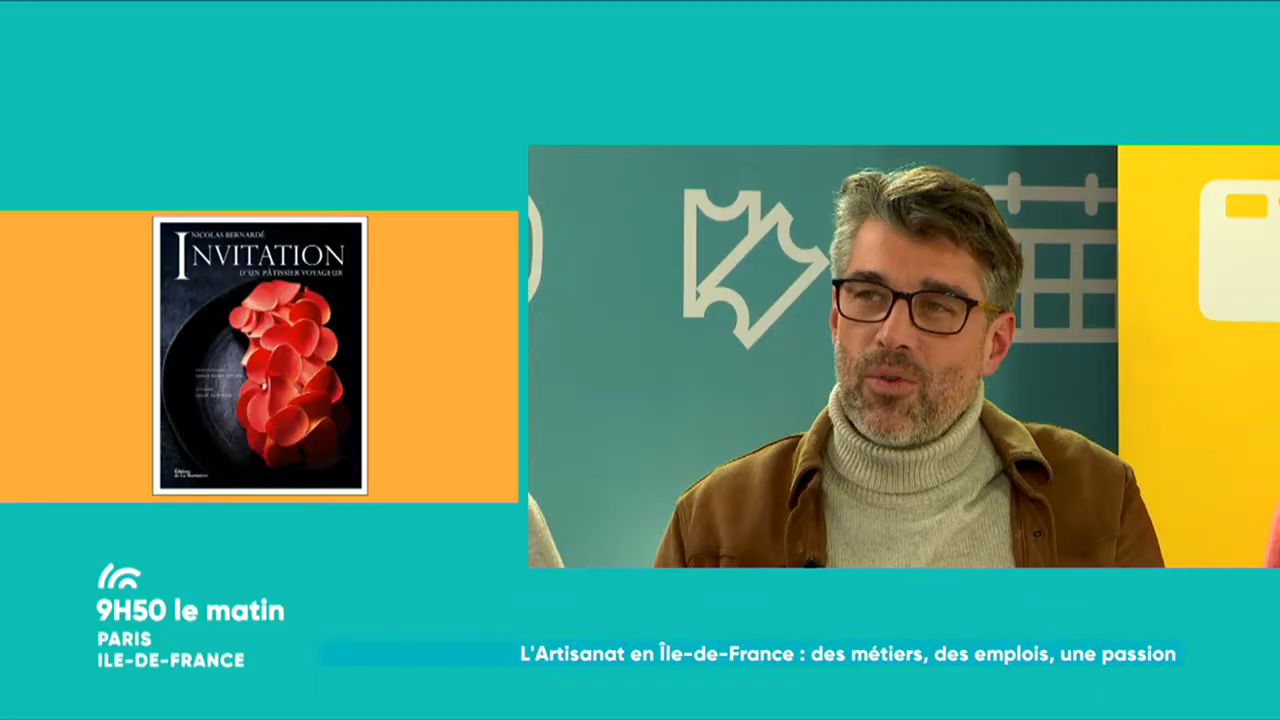 NICOLAS BERNARDÉ
INVITATION
D'UN PÂTISSIER VOYAGEUR
9H50 le matin
PARIS
ILE-DE-FRANCE
L'Artisanat en Île-de-France : des métiers, des emplois, une passion